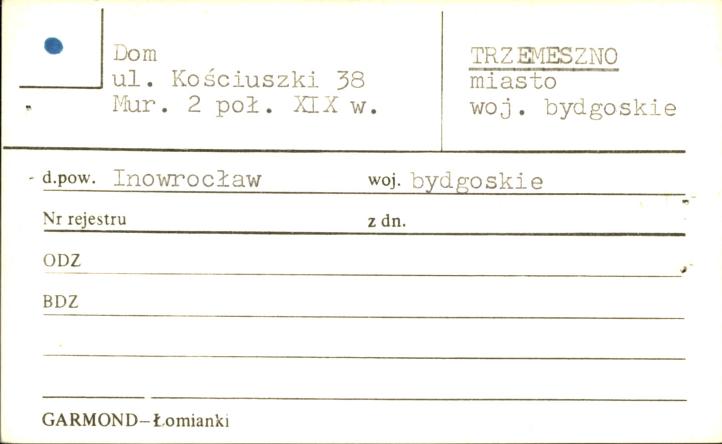 Dom
ul. Kościuszki 38
Mur. 2 poł. XIX w.
TRZEMESZNO
miasto
woj. bydgoskie
d.pow. Inowrocław woj. bydgoskie
Nr rejestru z dn.
ODZ
BDZ
GARMOND-Łomianki